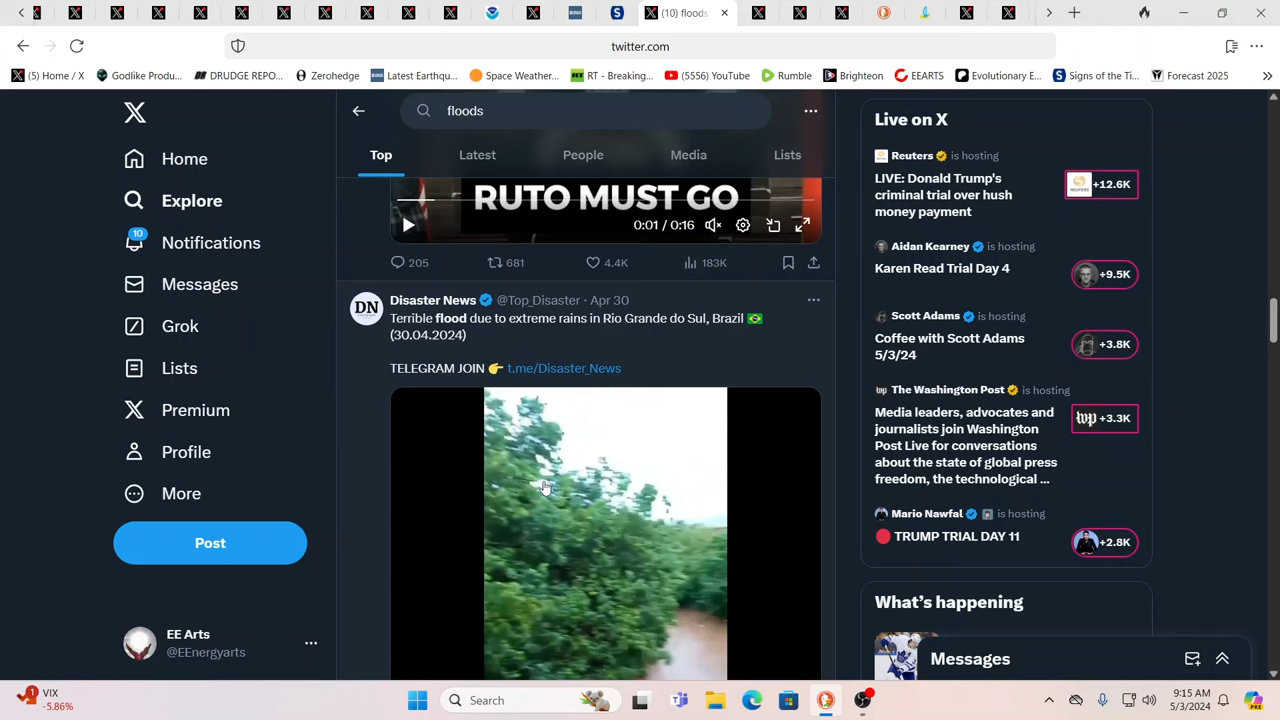 (10) floods
twitter.com
(5) Home / X
Godlike Produ...
DRUDGE REPO...
Zerohedge
Latest Earthqu...
Space Weather...
RT - Breaking...
(5556) YouTube
Rumble
Brighteon
EEARTS
Evolutionary E...
Signs of the Ti...
Forecast 2025
floods
Top
Latest
People
Media
Lists
Home
Explore
10
Notifications
Messages
Grok
Lists
Premium
Profile
More
Post
EE Arts
@EEnergyarts
RUTO MUST GO
0:01 / 0:16
205
681
4.4K
183K
DN
Disaster News @Top_Disaster · Apr 30
Terrible flood due to extreme rains in Rio Grande do Sul, Brazil
(30.04.2024)
TELEGRAM JOIN 👉 t.me/Disaster_News
Live on X
Reuters is hosting
LIVE: Donald Trump's
criminal trial over hush
money payment
+12.6K
Aidan Kearney is hosting
Karen Read Trial Day 4
+9.5K
Scott Adams is hosting
Coffee with Scott Adams
5/3/24
+3.8K
The Washington Post is hosting
Media leaders, advocates and
journalists join Washington
Post Live for conversations
about the state of global press
freedom, the technological ...
wp +3.3K
Mario Nawfal is hosting
TRUMP TRIAL DAY 11
+2.8K
What's happening
Messages
1
VIX
-5.86%
Search
9:15 AM
5/3/2024
PRE